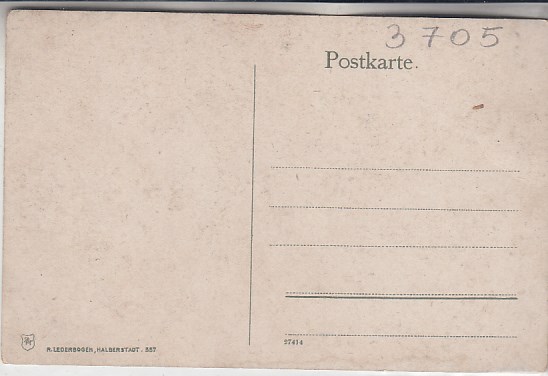 3705
Postkarte.
R. LEDERBOGEN, HALBERSTADT. 557
27414